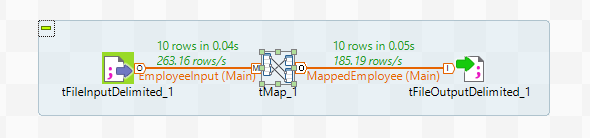 10 rows in 0.04s
263.16 rows/s
EmployeeInput (Main)
10 rows in 0.05s
185.19 rows/s
MappedEmployee (Main)
O
M
O
I
tFileInputDelimited_1
tMap_1
tFileOutputDelimited_1